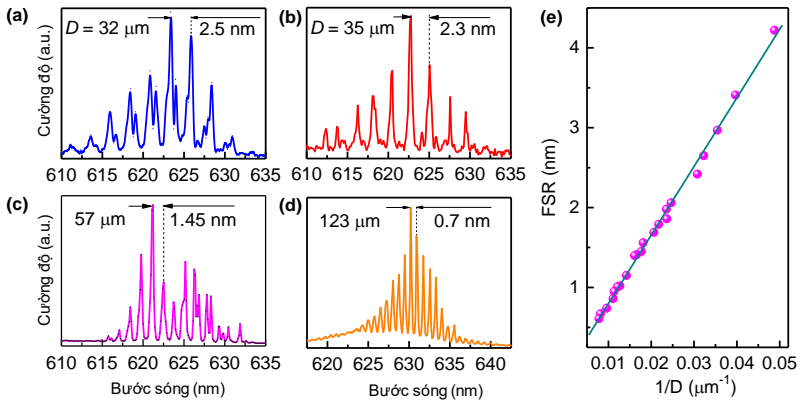 (a)
D = 32 μm
2.5 nm
Cường độ (a.u.)
610 615 620 625 630 635
(b)
D = 35 μm
2.3 nm
610 615 620 625 630 635
(c)
57 μm
1.45 nm
Cường độ (a.u.)
610 615 620 625 630 635
Bước sóng (nm)
(d)
123 μm
0.7 nm
620 625 630 635 640
Bước sóng (nm)
(e)
FSR (nm)
4
3
2
1
0.01 0.02 0.03 0.04 0.05
1/D (μm⁻¹)